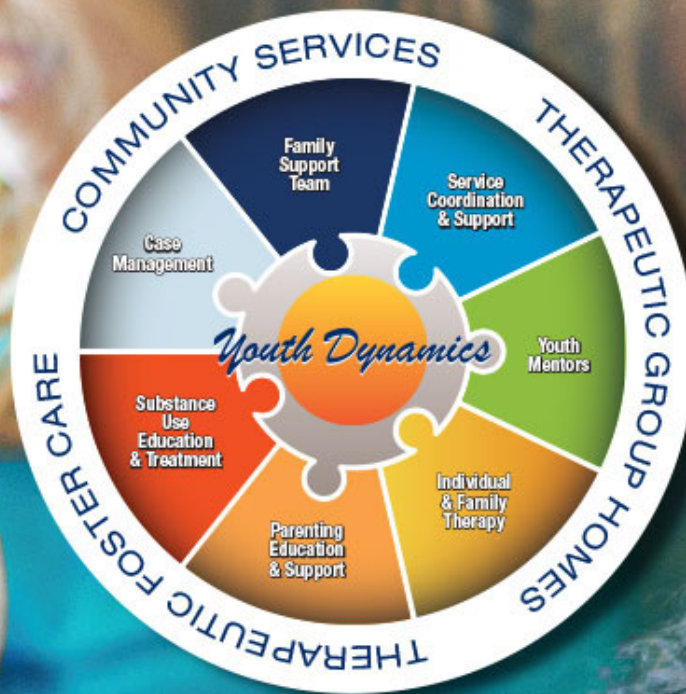 COMMUNITY SERVICES
THERAPEUTIC GROUP HOMES
THERAPEUTIC FOSTER CARE
Family
Support
Team
Service
Coordination
& Support
Youth
Mentors
Individual
& Family
Therapy
Parenting
Education
& Support
Substance
Use
Education
& Treatment
Case
Management
Youth Dynamics